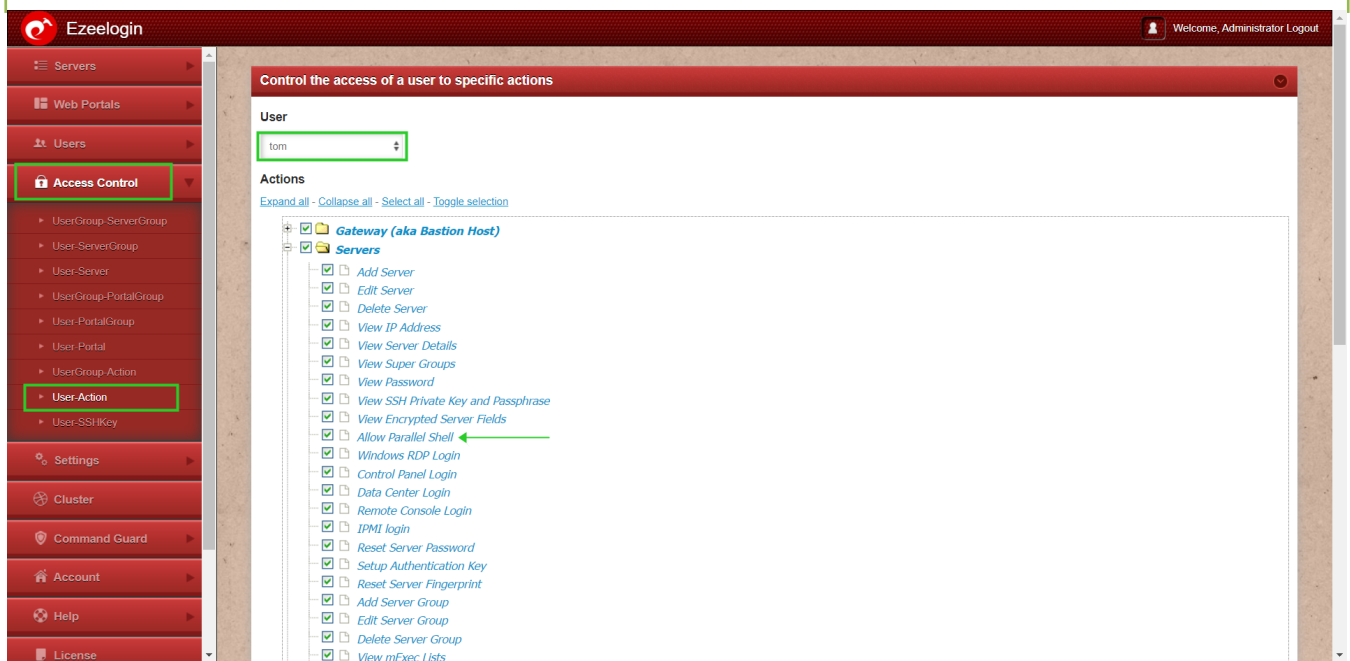 Ezeelogin
Welcome, Administrator Logout
Servers
Web Portals
Users
Access Control
UserGroup-ServerGroup
User-ServerGroup
User-Server
UserGroup-PortalGroup
User-PortalGroup
User-Portal
UserGroup-Action
User-Action
User-SSHKey
Settings
Cluster
Command Guard
Account
Help
License
Control the access of a user to specific actions
User
tom
Actions
Expand all - Collapse all - Select all - Toggle selection
Gateway (aka Bastion Host)
Servers
Add Server
Edit Server
Delete Server
View IP Address
View Server Details
View Super Groups
View Password
View SSH Private Key and Passphrase
View Encrypted Server Fields
Allow Parallel Shell
Windows RDP Login
Control Panel Login
Data Center Login
Remote Console Login
IPMI login
Reset Server Password
Setup Authentication Key
Reset Server Fingerprint
Add Server Group
Edit Server Group
Delete Server Group
View mExec Lists